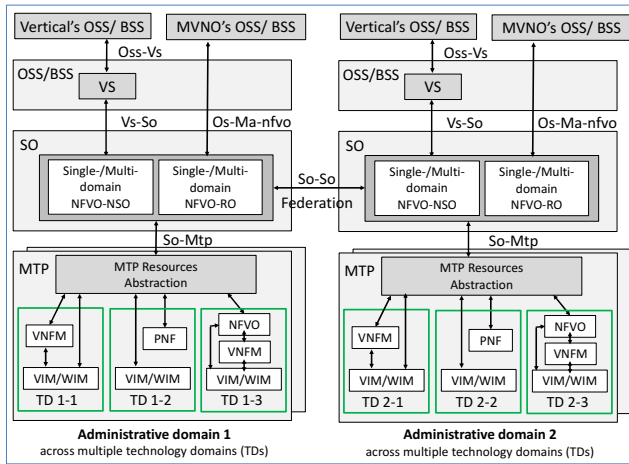 Vertical's OSS/ BSS
MVNO's OSS/ BSS
Oss-Vs
OSS/BSS
VS
Vs-So
Os-Ma-nfvo
SO
Single-/Multi-
domain
NFVO-NSO
Single-/Multi-
domain
NFVO-RO
So-Mtp
MTP
MTP Resources
Abstraction
VNFM
VIM/WIM
TD 1-1
PNF
VIM/WIM
TD 1-2
NFVO
VNFM
VIM/WIM
TD 1-3
Administrative domain 1
across multiple technology domains (TDs)
So-So
Federation
Vertical's OSS/ BSS
MVNO's OSS/ BSS
Oss-Vs
OSS/BSS
VS
Vs-So
Os-Ma-nfvo
SO
Single-/Multi-
domain
NFVO-NSO
Single-/Multi-
domain
NFVO-RO
So-Mtp
MTP
MTP Resources
Abstraction
VNFM
VIM/WIM
TD 2-1
PNF
VIM/WIM
TD 2-2
NFVO
VNFM
VIM/WIM
TD 2-3
Administrative domain 2
across multiple technology domains (TDs)